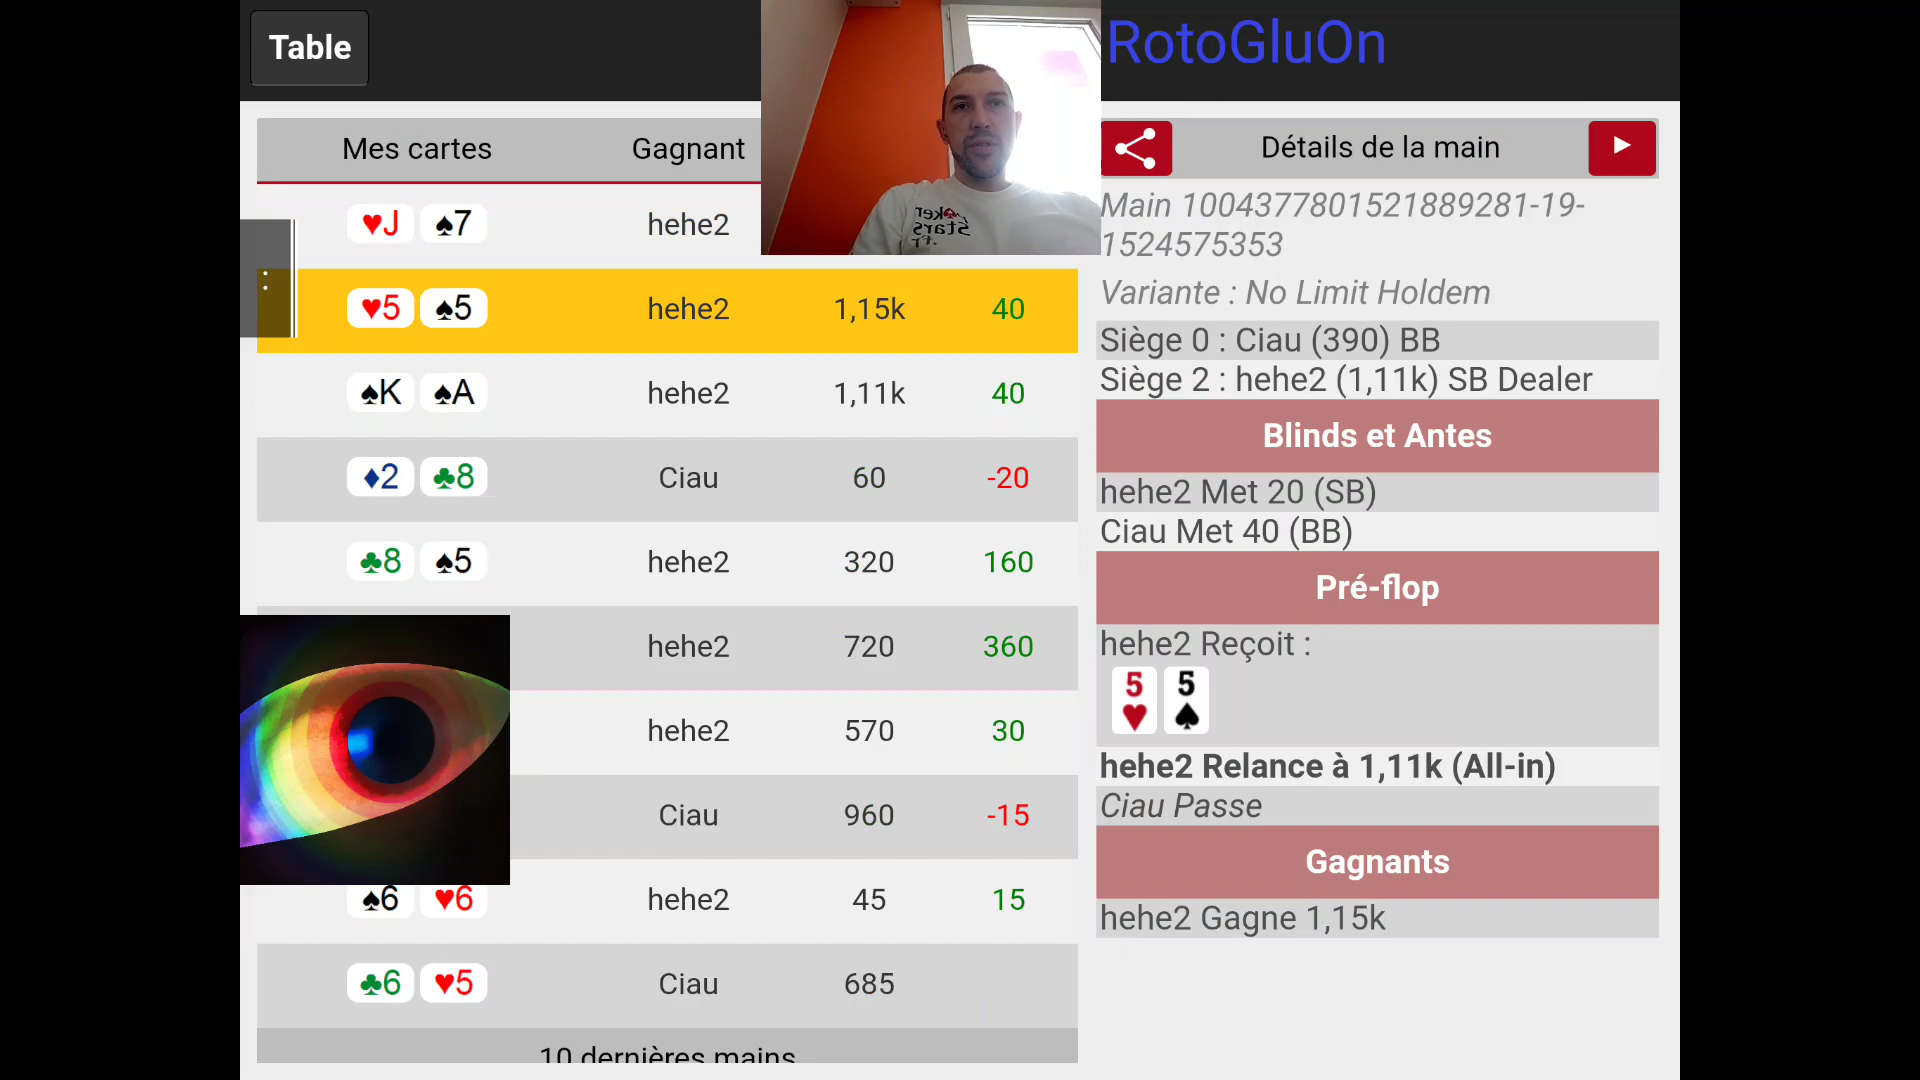 Table
RotoGluOn
Mes cartes Gagnant
♥J ♠7 hehe2
♥5 ♠5 hehe2 1,15k 40
♠K ♠A hehe2 1,11k 40
♦2 ♣8 Ciau 60 -20
♣8 ♠5 hehe2 320 160
hehe2 720 360
hehe2 570 30
Ciau 960 -15
♠6 ♥6 hehe2 45 15
♣6 ♥5 Ciau 685
10 dernières mains
Détails de la main
Main 1004377801521889281-19-
1524575353
Variante : No Limit Holdem
Siège 0 : Ciau (390) BB
Siège 2 : hehe2 (1,11k) SB Dealer
Blinds et Antes
hehe2 Met 20 (SB)
Ciau Met 40 (BB)
Pré-flop
hehe2 Reçoit :
5♥ 5♠
hehe2 Relance à 1,11k (All-in)
Ciau Passe
Gagnants
hehe2 Gagne 1,15k